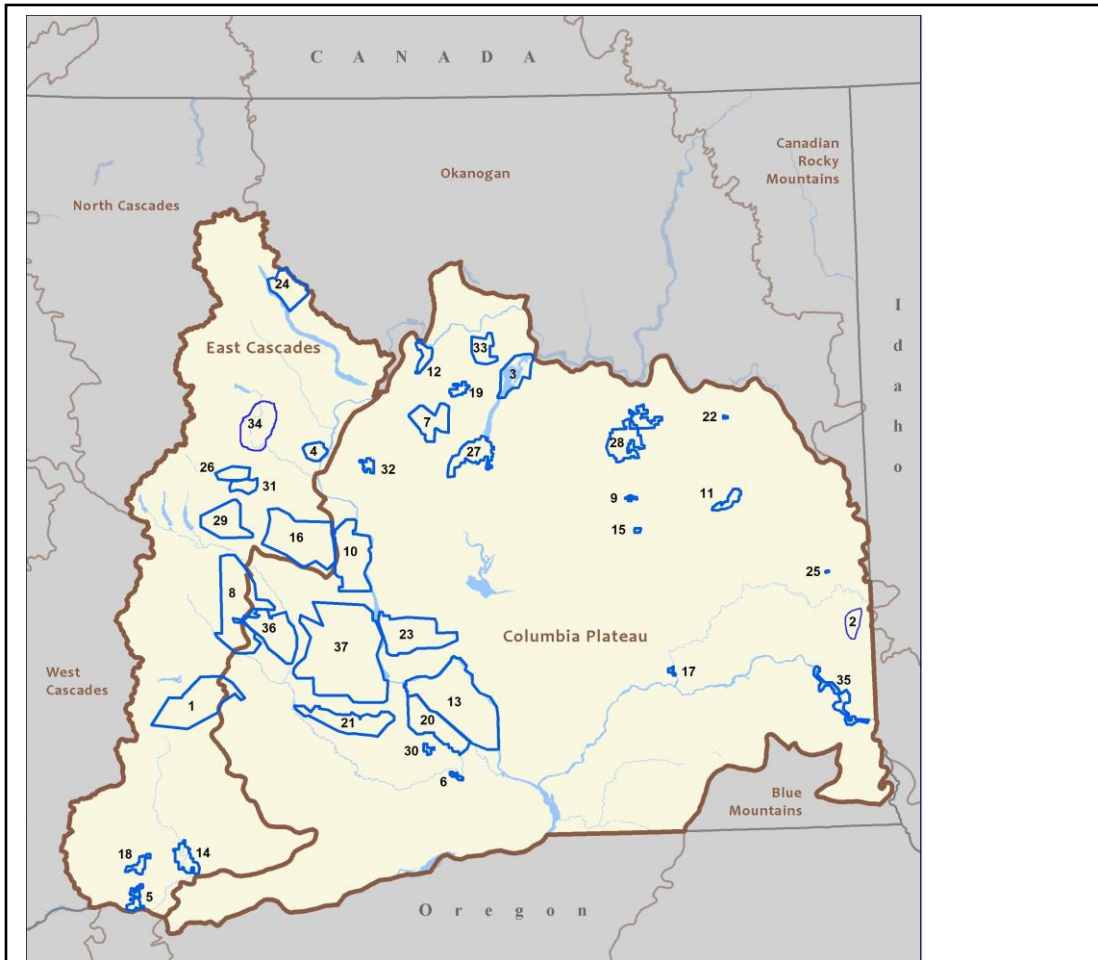 C A N A D A
Canadian
Rocky
Mountains
Okanogan
North Cascades
24
I d a h o
East Cascades
33
12
3
19
34
7
22
28
4
27
32
26
31
9
11
29
15
16
10
25
8
36
2
23
37
Columbia Plateau
West
Cascades
17
35
1
13
21
20
30
6
Blue
Mountains
18
14
5
O r e g o n